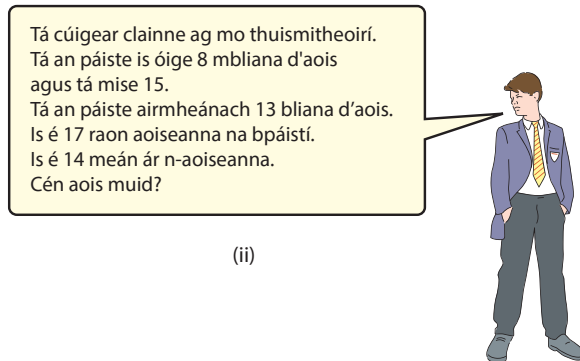 Tá cúigear clainne ag mo thuismitheoirí.
Tá an páiste is óige 8 mbliana d'aois
agus tá mise 15.
Tá an páiste airmheánach 13 bliana d’aois.
Is é 17 raon aoiseanna na bpáistí.
Is é 14 meán ár n-aoiseanna.
Cén aois muid?
(ii)